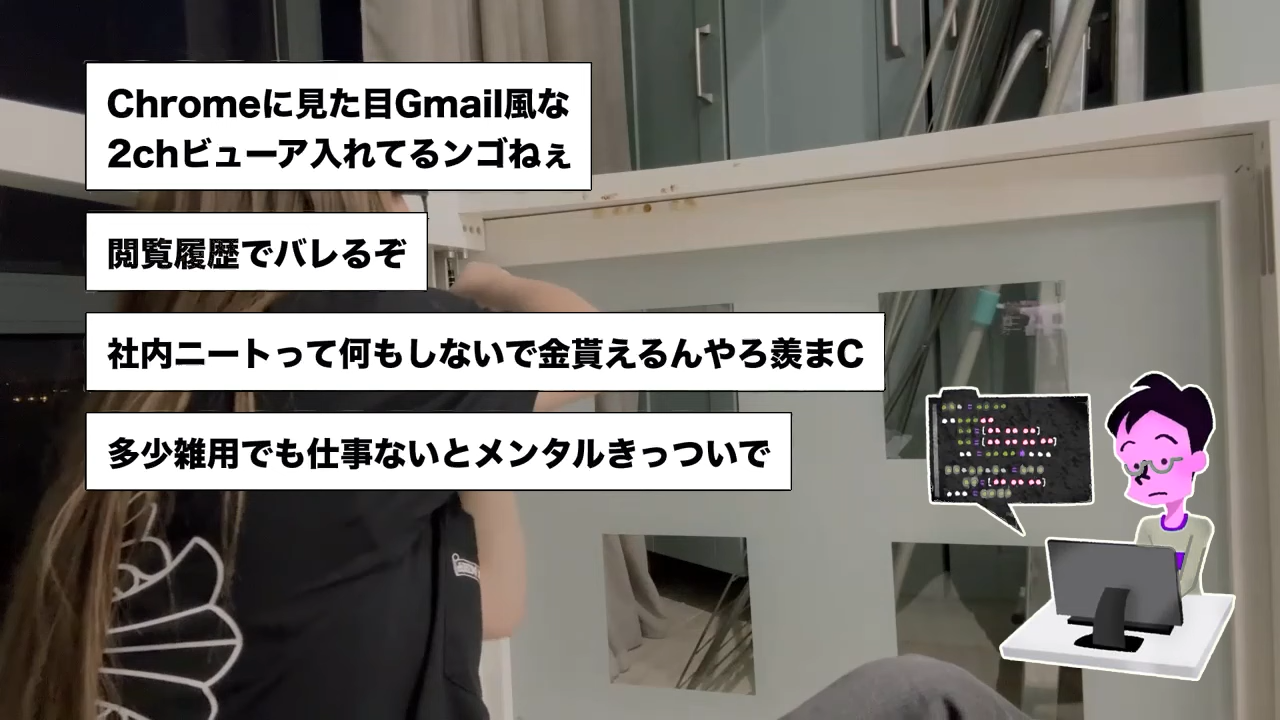 Chromeに見た目Gmail風な
2chビューア入れてるンゴねぇ
閲覧履歴でバレるぞ
社内ニートって何もしないで金貰えるんやろ羨まC
多少雑用でも仕事ないとメンタルきっついで